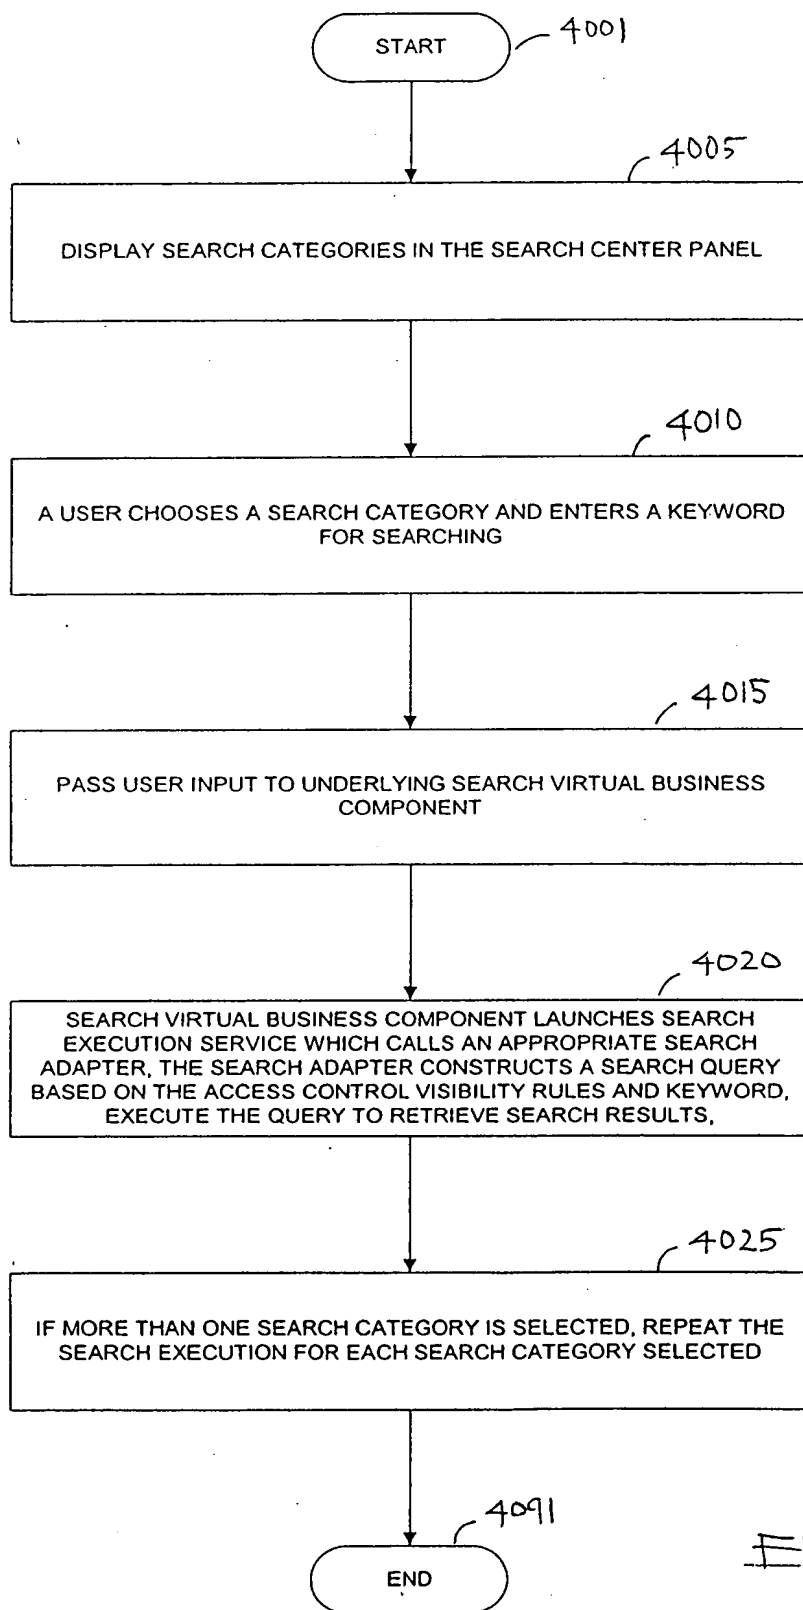 START
4001
4005
DISPLAY SEARCH CATEGORIES IN THE SEARCH CENTER PANEL
4010
A USER CHOOSES A SEARCH CATEGORY AND ENTERS A KEYWORD
FOR SEARCHING
4015
PASS USER INPUT TO UNDERLYING SEARCH VIRTUAL BUSINESS
COMPONENT
4020
SEARCH VIRTUAL BUSINESS COMPONENT LAUNCHES SEARCH
EXECUTION SERVICE WHICH CALLS AN APPROPRIATE SEARCH
ADAPTER, THE SEARCH ADAPTER CONSTRUCTS A SEARCH QUERY
BASED ON THE ACCESS CONTROL VISIBILITY RULES AND KEYWORD,
EXECUTE THE QUERY TO RETRIEVE SEARCH RESULTS,
4025
IF MORE THAN ONE SEARCH CATEGORY IS SELECTED, REPEAT THE
SEARCH EXECUTION FOR EACH SEARCH CATEGORY SELECTED
4091
END